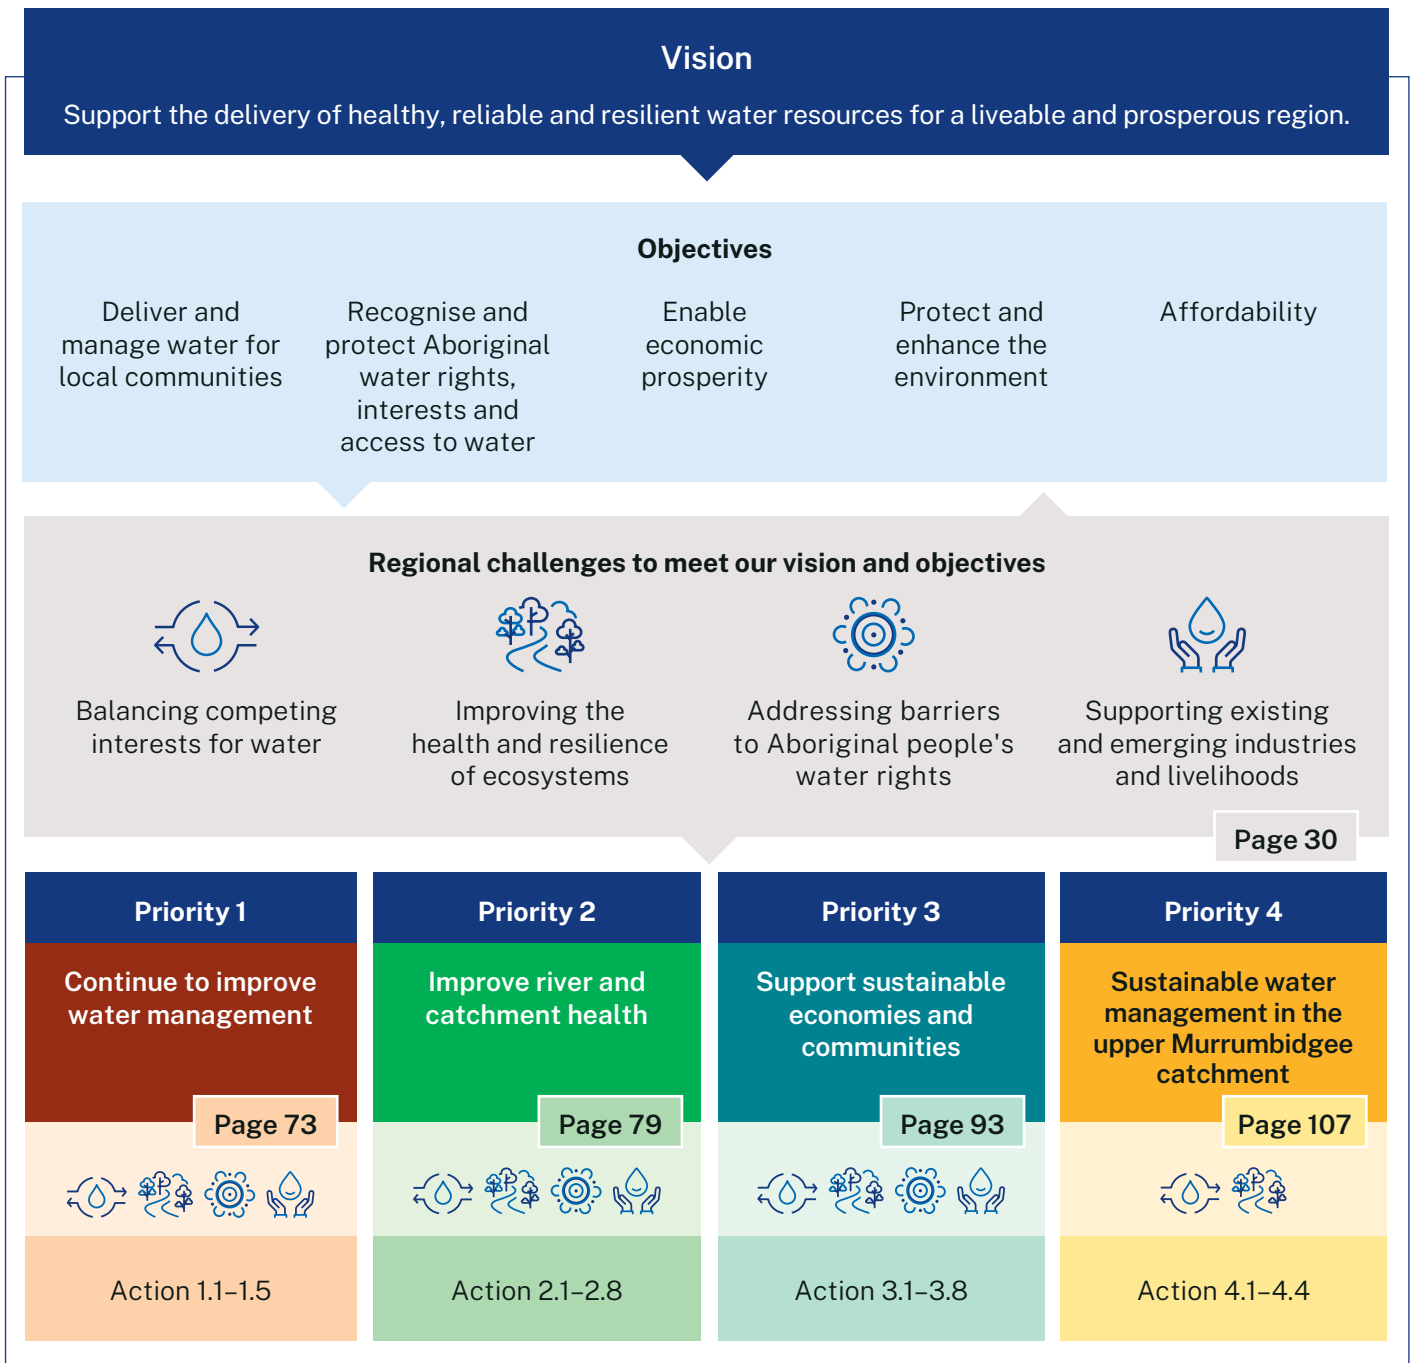 Vision
Support the delivery of healthy, reliable and resilient water resources for a liveable and prosperous region.
Objectives
Deliver and
manage water for
local communities
Recognise and
protect Aboriginal
water rights,
interests and
access to water
Enable
economic
prosperity
Protect and
enhance the
environment
Affordability
Regional challenges to meet our vision and objectives
Balancing competing
interests for water
Improving the
health and resilience
of ecosystems
Addressing barriers
to Aboriginal people's
water rights
Supporting existing
and emerging industries
and livelihoods
Page 30
Priority 1
Continue to improve
water management
Page 73
Action 1.1–1.5
Priority 2
Improve river and
catchment health
Page 79
Action 2.1–2.8
Priority 3
Support sustainable
economies and
communities
Page 93
Action 3.1–3.8
Priority 4
Sustainable water
management in the
upper Murrumbidgee
catchment
Page 107
Action 4.1–4.4